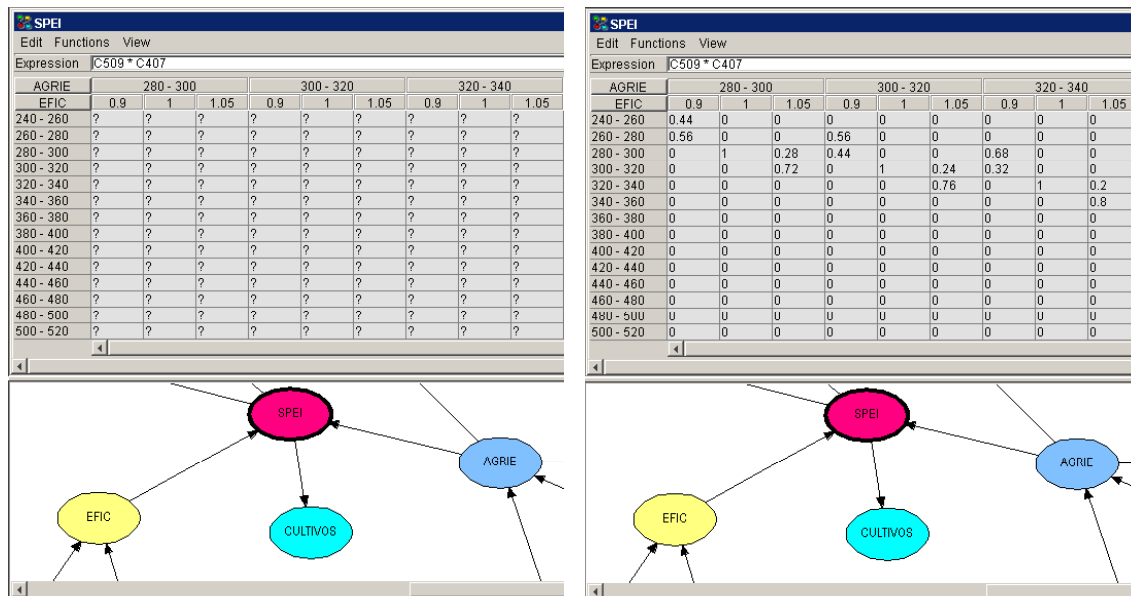 SPEI
Edit Functions View
Expression C509 * C407
AGRIE 280 - 300 300 - 320 320 - 340
EFIC 0.9 1 1.05 0.9 1 1.05 0.9 1 1.05
240 - 260 ? ? ? ? ? ? ? ? ?
260 - 280 ? ? ? ? ? ? ? ? ?
280 - 300 ? ? ? ? ? ? ? ? ?
300 - 320 ? ? ? ? ? ? ? ? ?
320 - 340 ? ? ? ? ? ? ? ? ?
340 - 360 ? ? ? ? ? ? ? ? ?
360 - 380 ? ? ? ? ? ? ? ? ?
380 - 400 ? ? ? ? ? ? ? ? ?
400 - 420 ? ? ? ? ? ? ? ? ?
420 - 440 ? ? ? ? ? ? ? ? ?
440 - 460 ? ? ? ? ? ? ? ? ?
460 - 480 ? ? ? ? ? ? ? ? ?
480 - 500 ? ? ? ? ? ? ? ? ?
500 - 520 ? ? ? ? ? ? ? ? ?
SPEI
AGRIE
EFIC
CULTIVOS
SPEI
Edit Functions View
Expression C509 * C407
AGRIE 280 - 300 300 - 320 320 - 340
EFIC 0.9 1 1.05 0.9 1 1.05 0.9 1 1.05
240 - 260 0.44 0 0 0 0 0 0 0 0
260 - 280 0.56 0 0 0.56 0 0 0 0 0
280 - 300 0 1 0.28 0.44 0 0 0.68 0 0
300 - 320 0 0 0.72 0 1 0.24 0.32 0 0
320 - 340 0 0 0 0 0 0.76 0 1 0.2
340 - 360 0 0 0 0 0 0 0 0 0.8
360 - 380 0 0 0 0 0 0 0 0 0
380 - 400 0 0 0 0 0 0 0 0 0
400 - 420 0 0 0 0 0 0 0 0 0
420 - 440 0 0 0 0 0 0 0 0 0
440 - 460 0 0 0 0 0 0 0 0 0
460 - 480 0 0 0 0 0 0 0 0 0
480 - 500 0 0 0 0 0 0 0 0 0
500 - 520 0 0 0 0 0 0 0 0 0
SPEI
AGRIE
EFIC
CULTIVOS